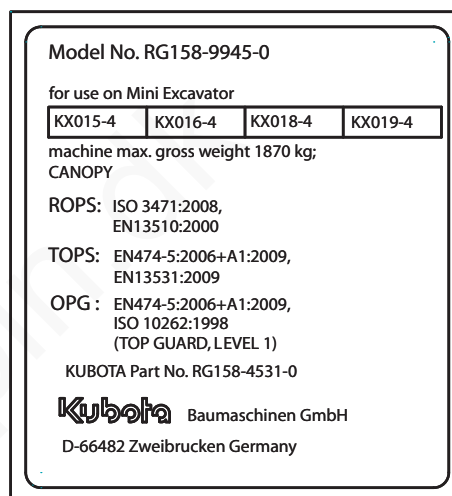 Model No. RG158-9945-0
for use on Mini Excavator
KX015-4 KX016-4 KX018-4 KX019-4
machine max. gross weight 1870 kg;
CANOPY
ROPS: ISO 3471:2008,
EN13510:2000
TOPS: EN474-5:2006+A1:2009,
EN13531:2009
OPG : EN474-5:2006+A1:2009,
ISO 10262:1998
(TOP GUARD, LEVEL 1)
KUBOTA Part No. RG158-4531-0
Kubota Baumaschinen GmbH
D-66482 Zweibrucken Germany